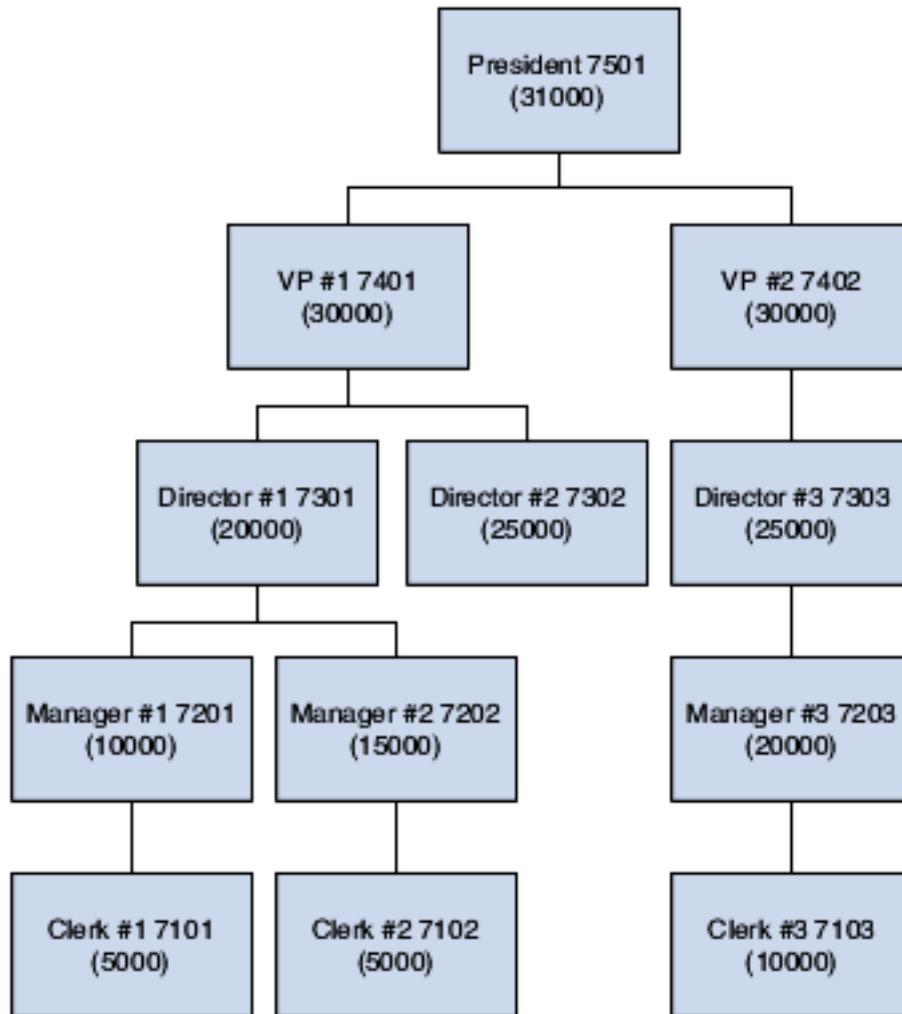 President 7501
(31000)
VP #1 7401
(30000)
VP #2 7402
(30000)
Director #1 7301
(20000)
Director #2 7302
(25000)
Director #3 7303
(25000)
Manager #1 7201
(10000)
Manager #2 7202
(15000)
Manager #3 7203
(20000)
Clerk #1 7101
(5000)
Clerk #2 7102
(5000)
Clerk #3 7103
(10000)